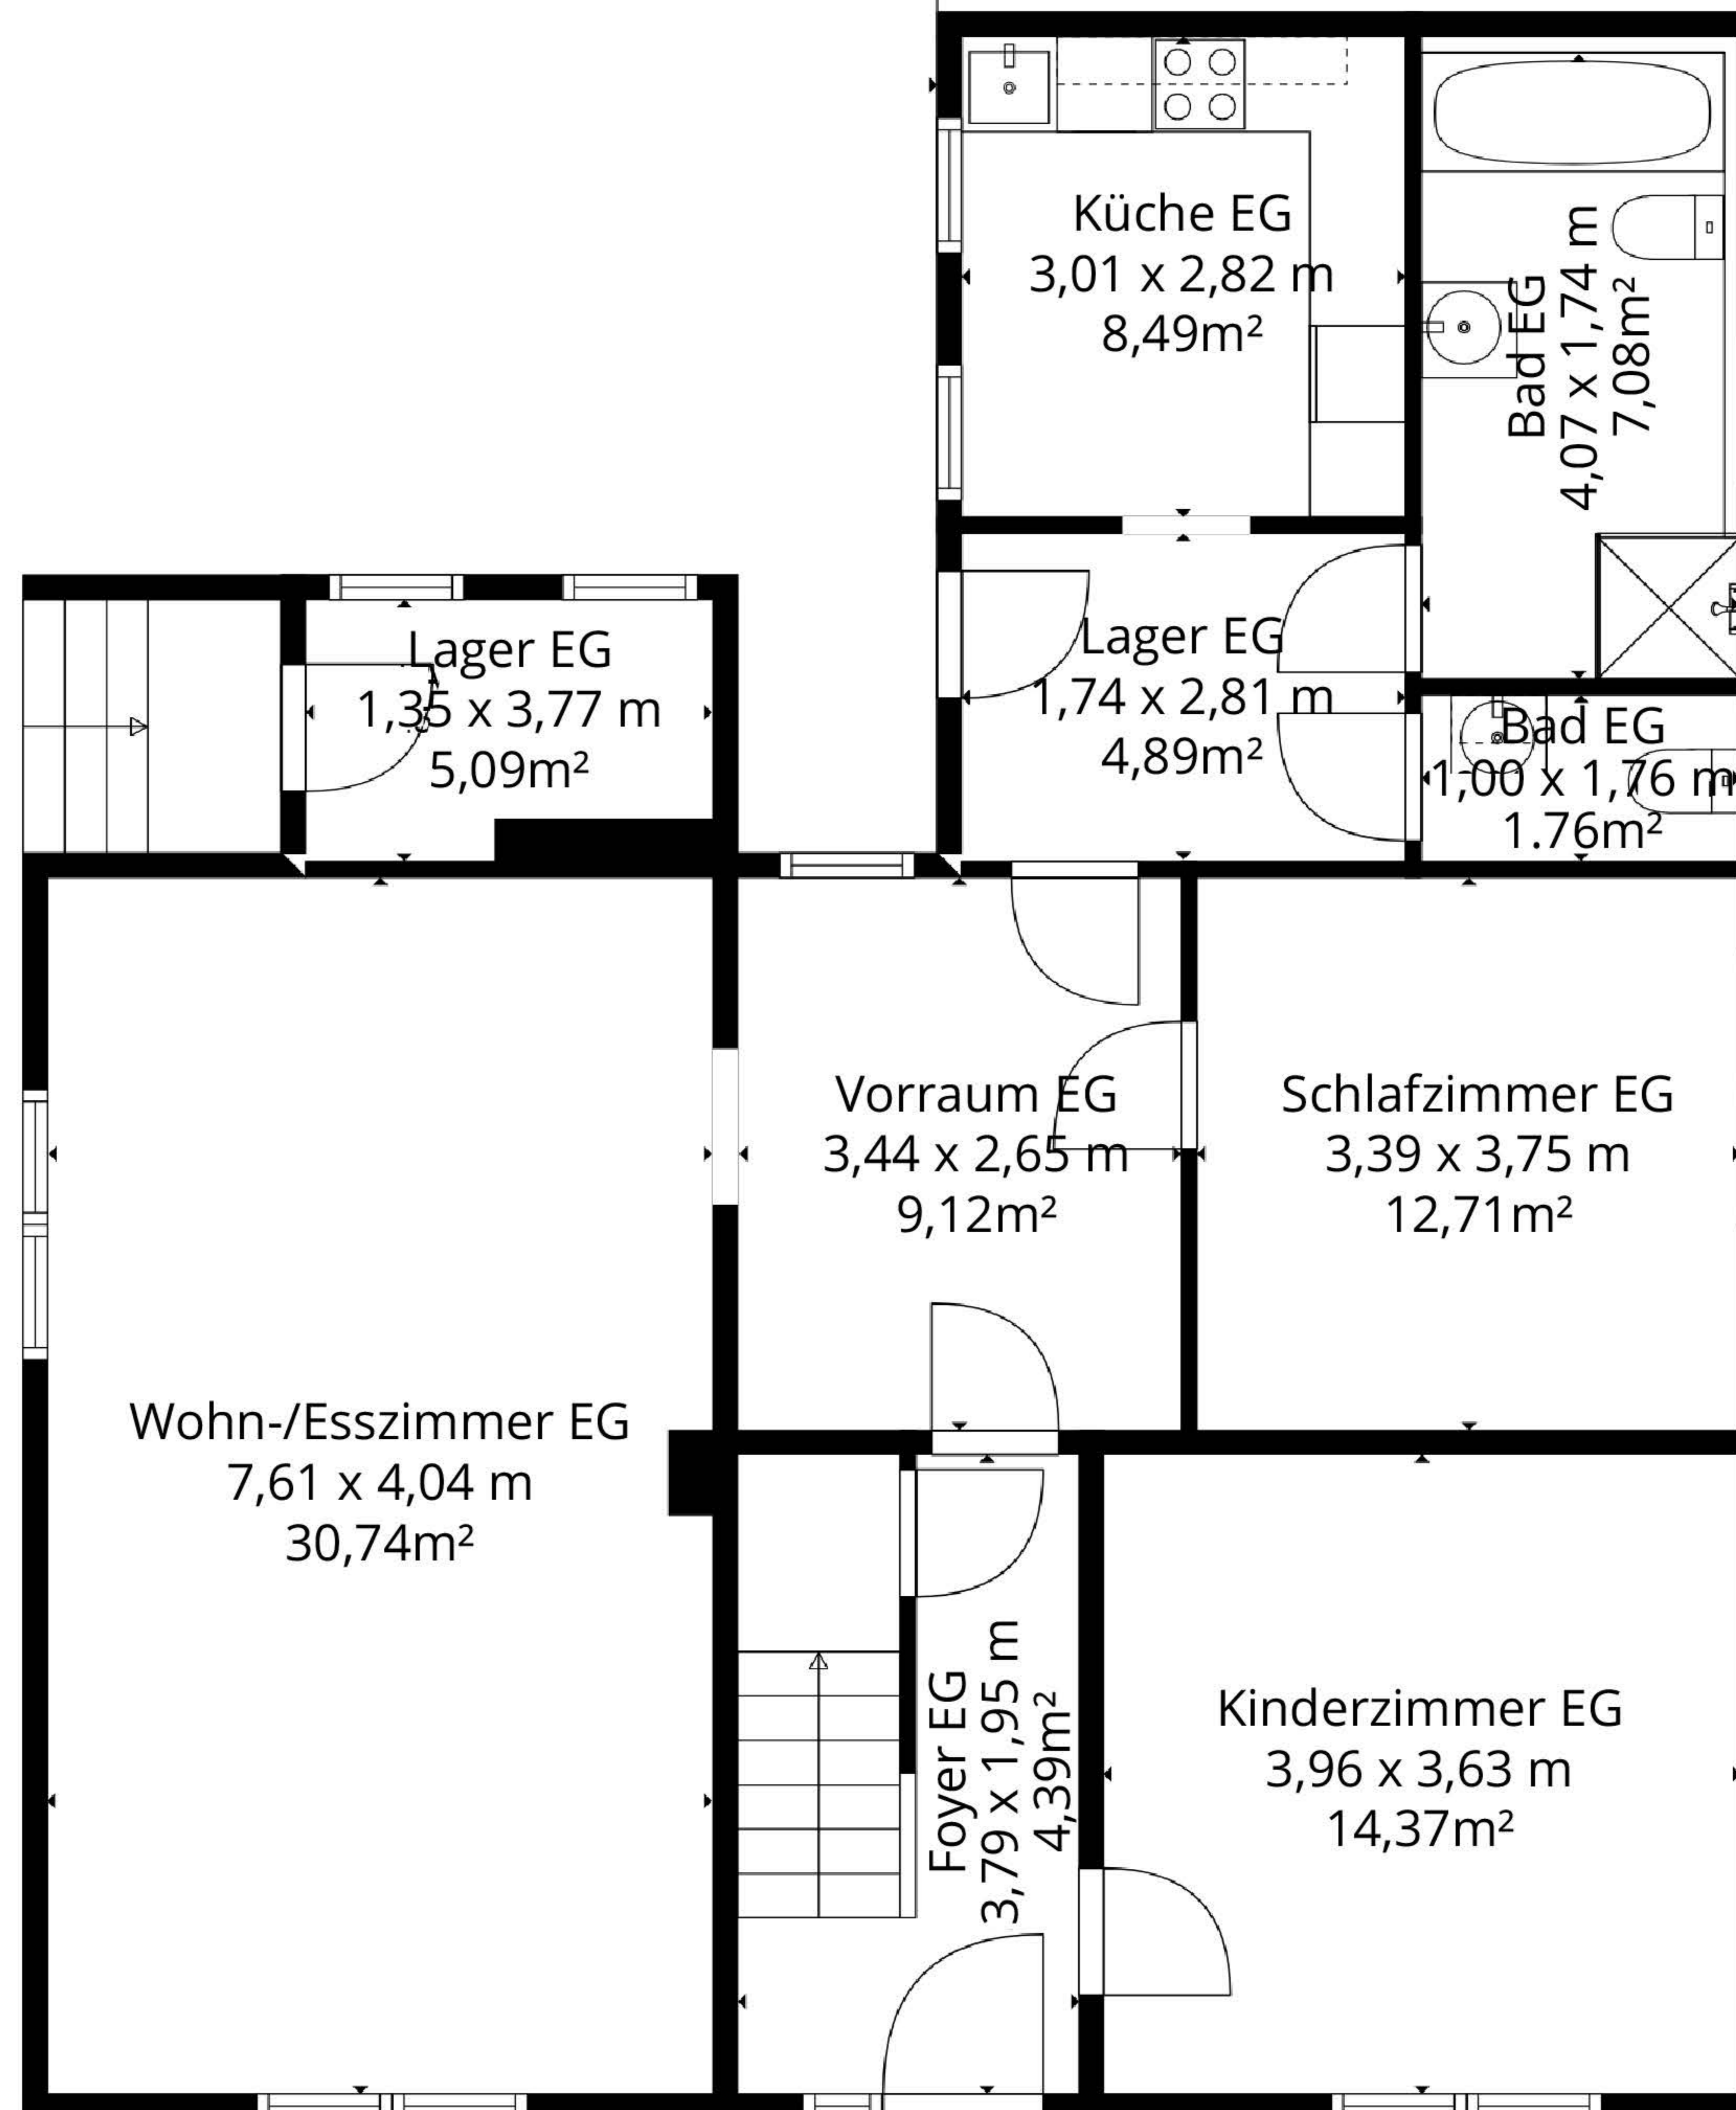 Küche EG
3,01 x 2,82 m
8,49m²
Bad EG
4,07 x 1,74 m
7,08m²
Lager EG
1,35 x 3,77 m
5,09m²
Lager EG
1,74 x 2,81 m
4,89m²
Bad EG
1,00 x 1,76 m
1.76m²
Vorraum EG
3,44 x 2,65 m
9,12m²
Schlafzimmer EG
3,39 x 3,75 m
12,71m²
Wohn-/Esszimmer EG
7,61 x 4,04 m
30,74m²
Foyer EG
3,79 x 1,95 m
4,39m²
Kinderzimmer EG
3,96 x 3,63 m
14,37m²